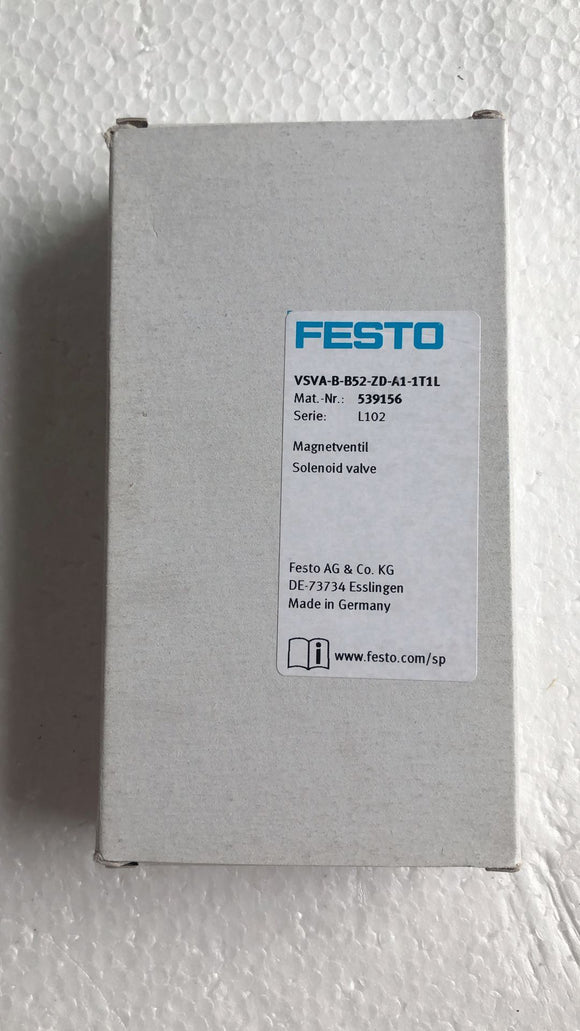 FESTO
VSVA-B-B52-ZD-A1-1T1L
Mat.-Nr.: 539156
Serie: L102
Magnetventil
Solenoid valve
Festo AG & Co. KG
DE-73734 Esslingen
Made in Germany
i www.festo.com/sp